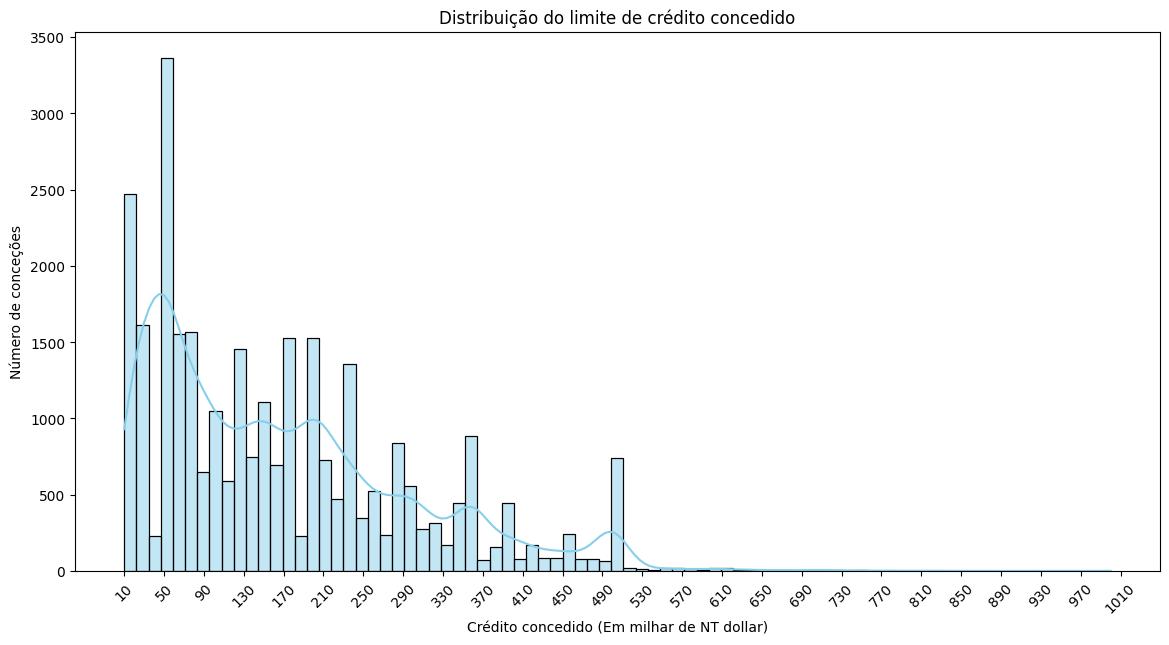 Distribuição do limite de crédito concedido
3500
3000
2500
2000
1500
1000
500
0
Número de conceções
10 50 90 130 170 210 250 290 330 370 410 450 490 530 570 610 650 690 730 770 810 850 890 930 970 1010
Crédito concedido (Em milhar de NT dollar)